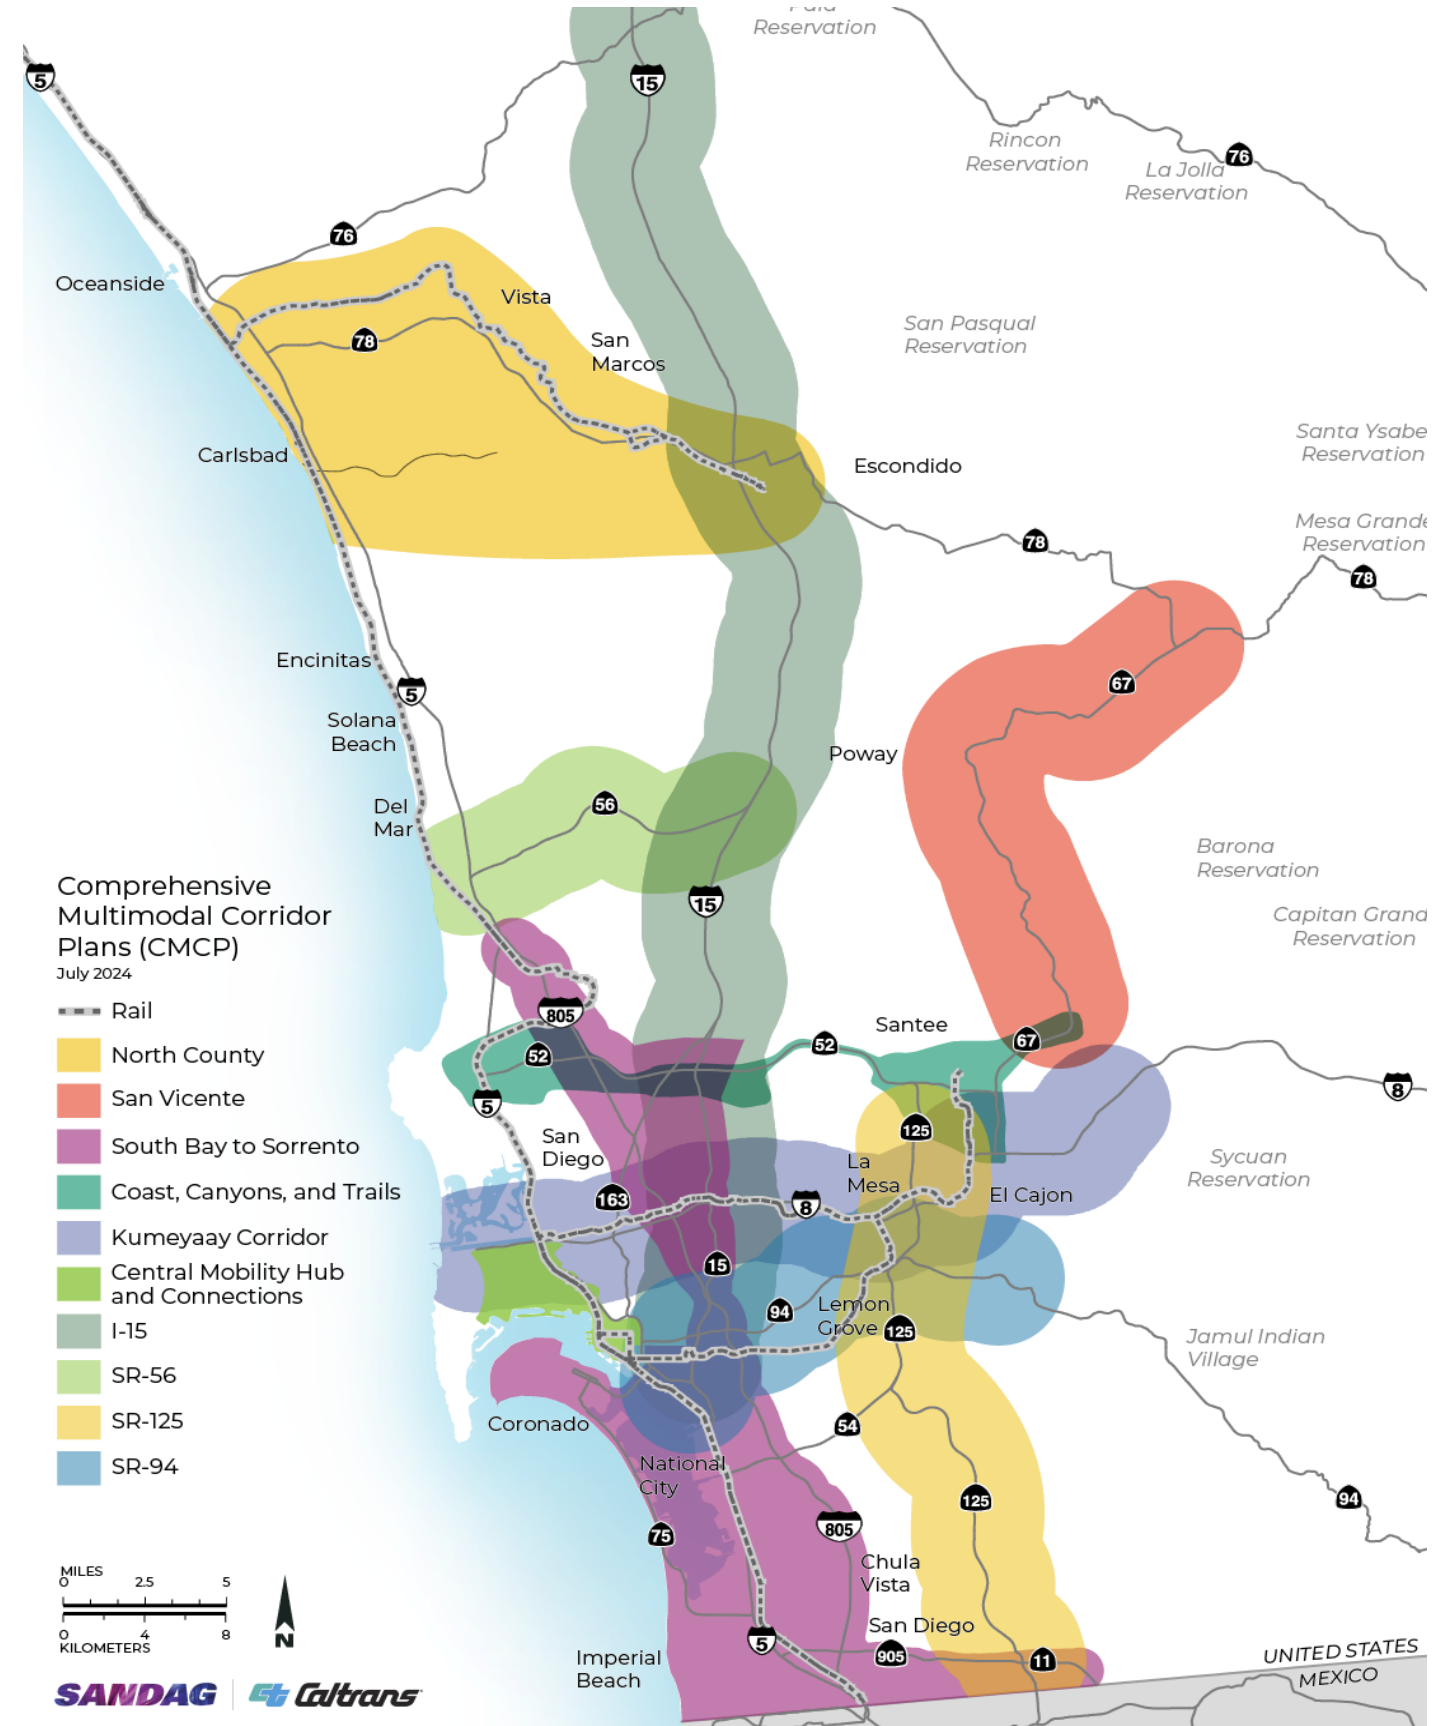 Pala
Reservation
5
15
Rincon
Reservation
76
La Jolla
Reservation
76
Oceanside
Vista
San Pasqual
Reservation
78
San
Marcos
Santa Ysabe
Reservation
Carlsbad
Escondido
Mesa Grande
Reservation
78
78
Encinitas
67
5
Solana
Beach
Poway
56
Del
Mar
Barona
Reservation
15
Capitan Grand
Reservation
Comprehensive
Multimodal Corridor
Plans (CMCP)
July 2024
Rail
North County
San Vicente
South Bay to Sorrento
Coast, Canyons, and Trails
Kumeyaay Corridor
Central Mobility Hub
and Connections
I-15
SR-56
SR-125
SR-94
805
Santee
52
67
52
8
5
125
San
Diego
La
Mesa
Sycuan
Reservation
163
8
El Cajon
15
94
Lemon
Grove
125
Jamul Indian
Village
Coronado
54
National
City
125
94
75
805
Chula
Vista
San Diego
5
905
11
Imperial
Beach
UNITED STATES
MEXICO
MILES
0 2.5 5
0 4 8
KILOMETERS
N
SANDAG
ct Caltrans